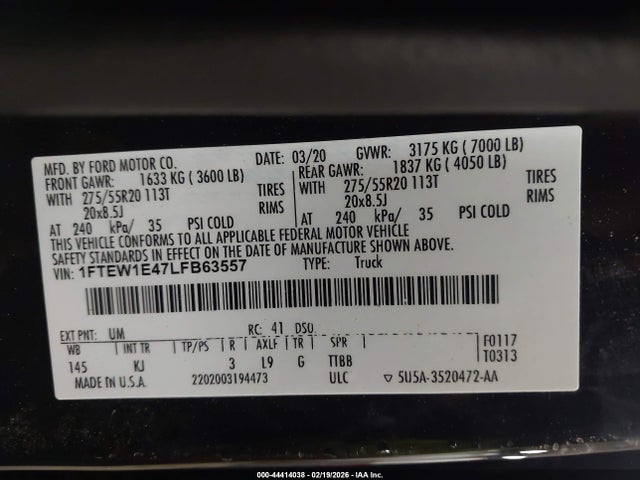 MFD. BY FORD MOTOR CO.
DATE: 03/20
GVWR: 3175 KG ( 7000 LB)
FRONT GAWR: 1633 KG ( 3600 LB)
REAR GAWR: 1837 KG ( 4050 LB)
WITH 275/55R20 113T TIRES
WITH 275/55R20 113T TIRES
20x8.5J RIMS
20x8.5J RIMS
AT 240 kPa/ 35 PSI COLD
AT 240 kPa/ 35 PSI COLD
THIS VEHICLE CONFORMS TO ALL APPLICABLE FEDERAL MOTOR VEHICLE
SAFETY STANDARDS IN EFFECT ON THE DATE OF MANUFACTURE SHOWN ABOVE.
VIN: 1FTEW1E47LFB63557
TYPE: Truck
EXT PNT: UM
RC: 41 DSO:
F0117
WB INT TR TP/PS R AXLE TR SPR
T0313
145 KJ 3 L9 G TTBB
MADE IN U.S.A.
2202003194473
ULC
▽ 5U5A-3520472-AA
000-44414038 - 02/19/2026 - IAA Inc.